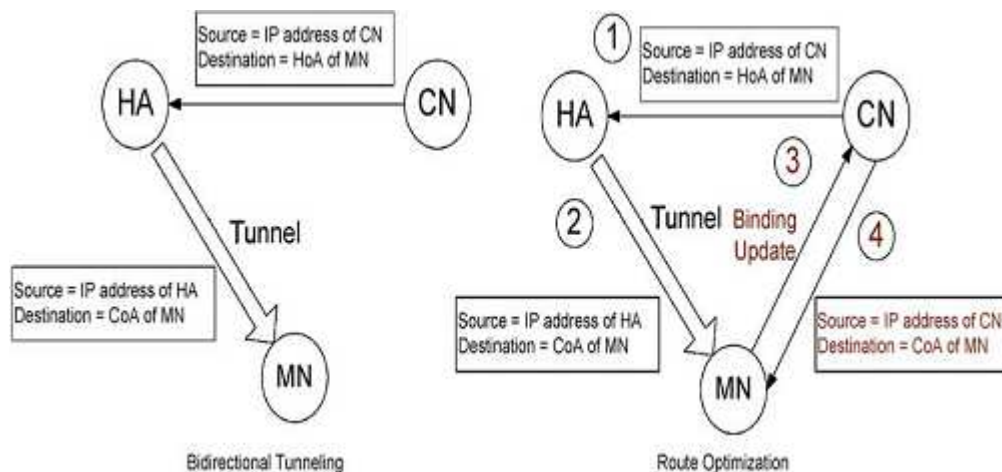 Source = IP address of CN
Destination = HoA of MN
HA
CN
Tunnel
Source = IP address of HA
Destination = CoA of MN
MN
Bidirectional Tunneling
1
Source = IP address of CN
Destination = HoA of MN
HA
CN
3
2
Tunnel
Binding
Update
4
Source = IP address of HA
Destination = CoA of MN
Source = IP address of CN
Destination = CoA of MN
MN
Route Optimization